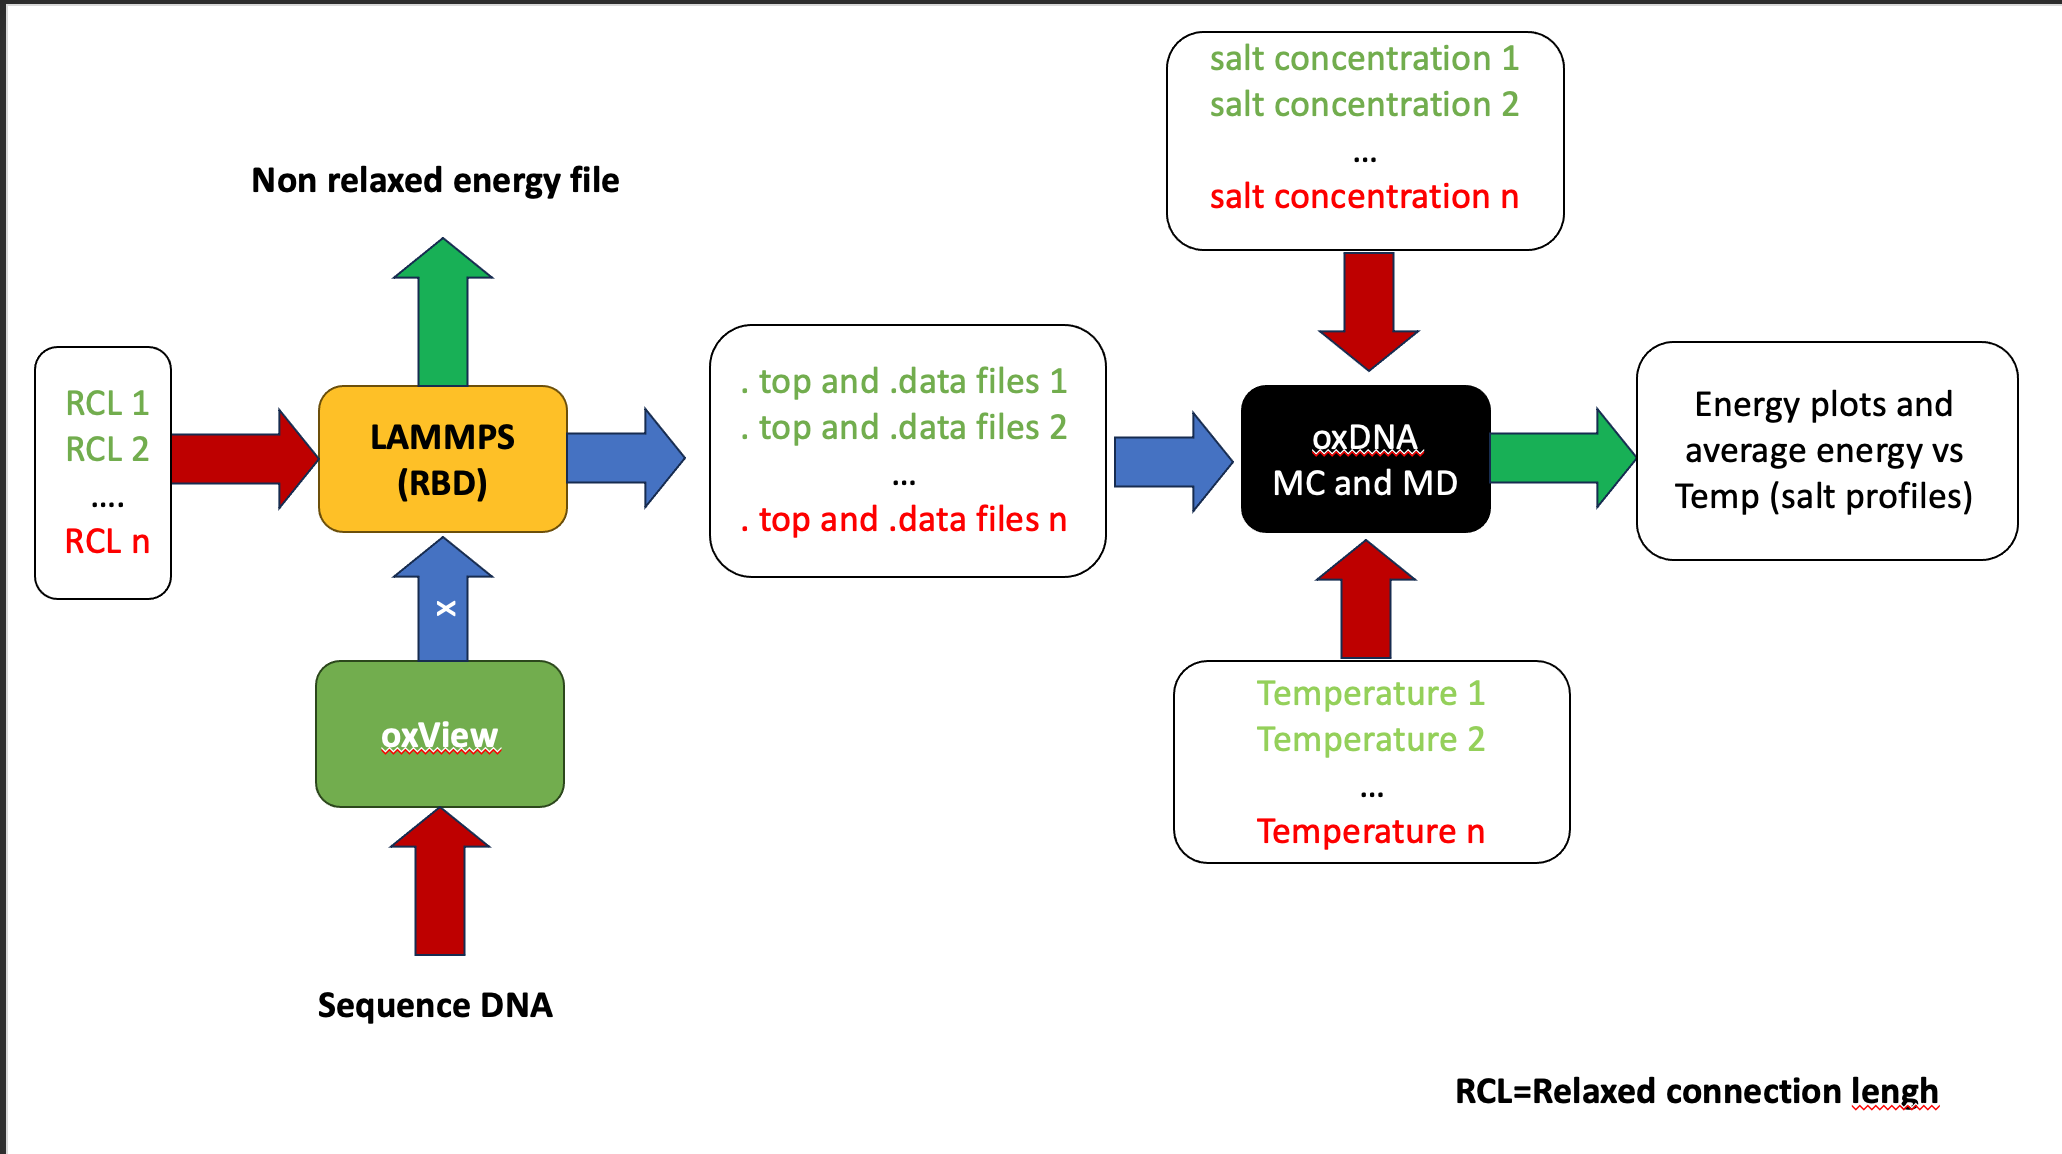 salt concentration 1
salt concentration 2
...
salt concentration n
Non relaxed energy file
RCL 1
RCL 2
....
RCL n
LAMMPS
(RBD)
. top and .data files 1
. top and .data files 2
...
. top and .data files n
oxDNA
MC and MD
Energy plots and
average energy vs
Temp (salt profiles)
x
oxView
Temperature 1
Temperature 2
...
Temperature n
Sequence DNA
RCL=Relaxed connection lengh